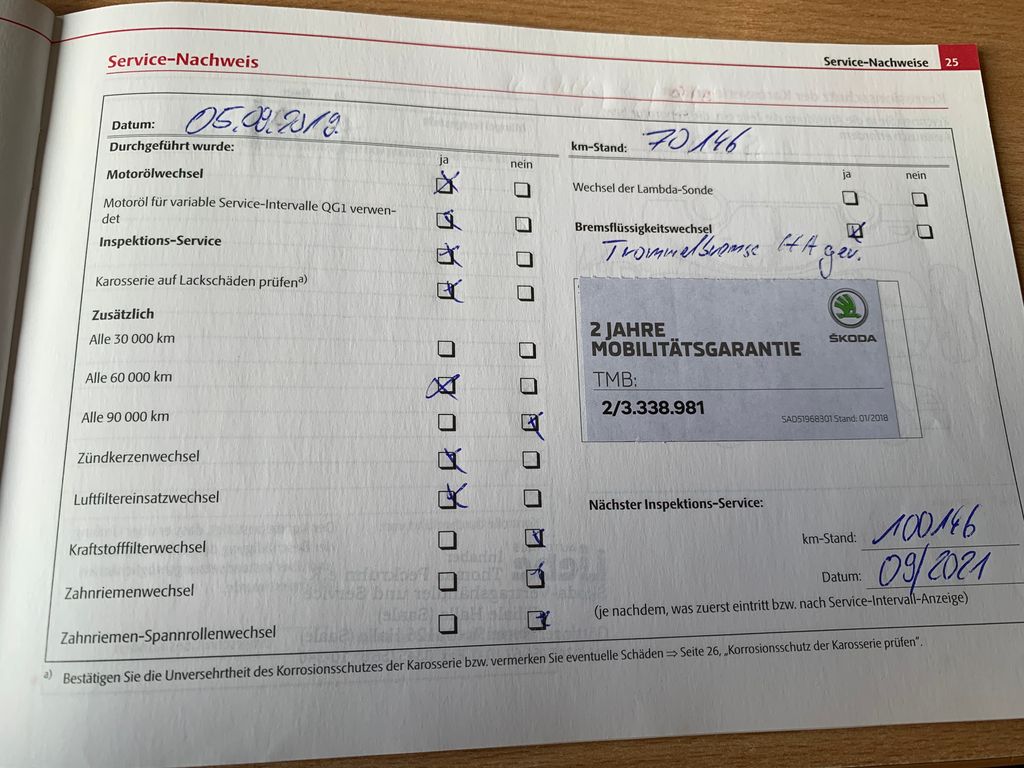 Service-Nachweis
Service-Nachweise 25
Datum: 05.09.2019
km-Stand: 70146
Durchgeführt wurde:
ja nein
ja nein
Motorölwechsel
Motoröl für variable Service-Intervalle QG1 verwen-
det
Inspektions-Service
Karosserie auf Lackschäden prüfen a)
Zusätzlich
Alle 30 000 km
Alle 60 000 km
Alle 90 000 km
Zündkerzenwechsel
Luftfiltereinsatzwechsel
Kraftstofffilterwechsel
Zahnriemenwechsel
Zahnriemen-Spannrollenwechsel
Wechsel der Lambda-Sonde
Bremsflüssigkeitswechsel
Trommelbremse HA ger.
ŠKODA
2 JAHRE
MOBILITÄTSGARANTIE
TMB:
2/3.338.981
SAD51968301 Stand: 01/2018
Nächster Inspektions-Service:
km-Stand: 100146
Datum: 09/2021
(je nachdem, was zuerst eintritt bzw. nach Service-Intervall-Anzeige)
a) Bestätigen Sie die Unversehrtheit des Korrosionsschutzes der Karosserie bzw. vermerken Sie eventuelle Schäden ⇒ Seite 26, „Korrosionsschutz der Karosserie prüfen“.